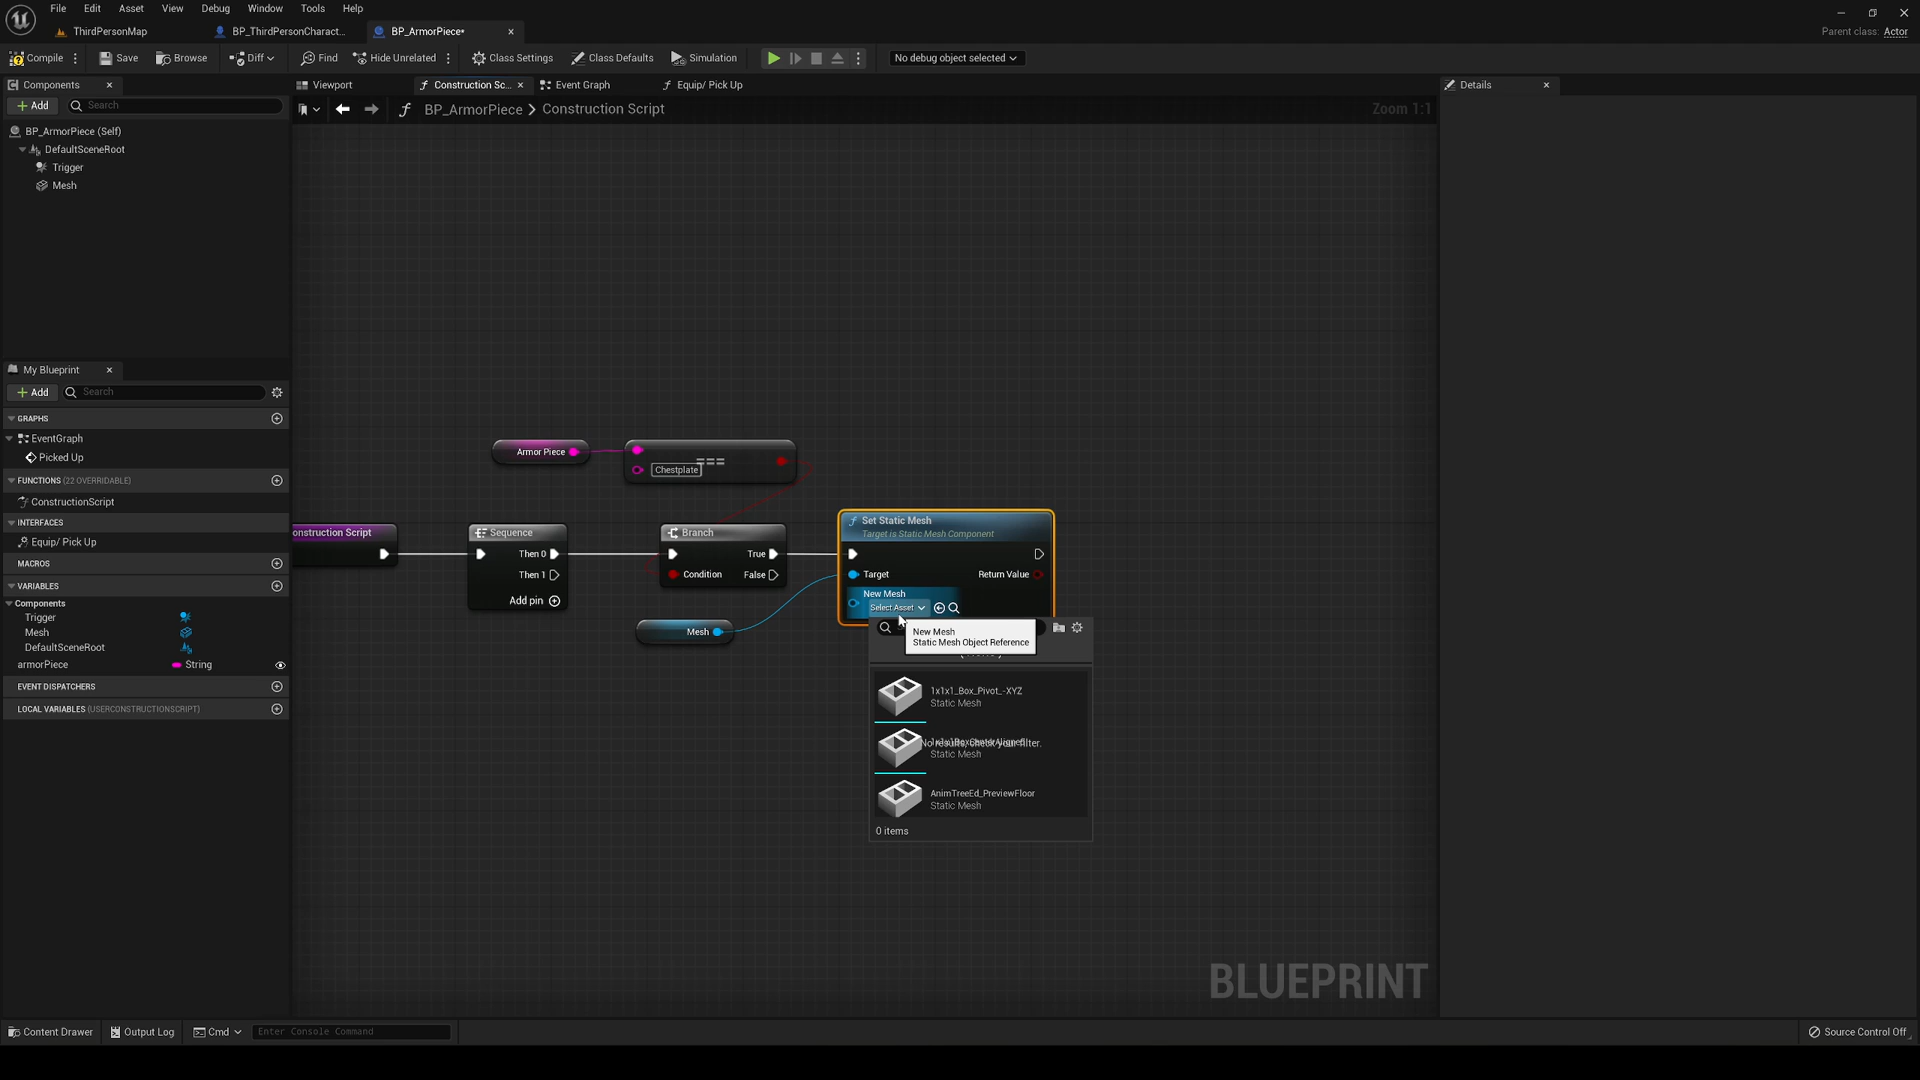 File Edit Asset View Debug Window Tools Help
ThirdPersonMap BP_ThirdPersonCharact... BP_ArmorPiece*
Parent class: Actor
Compile Save Browse Diff Find Hide Unrelated Class Settings Class Defaults Simulation No debug object selected
Components Viewport Construction Sc... Event Graph Equip/ Pick Up Details
Add Search
BP_ArmorPiece > Construction Script Zoom 1:1
BP_ArmorPiece (Self)
DefaultSceneRoot
Trigger
Mesh
My Blueprint
Add Search
GRAPHS
EventGraph
Picked Up
FUNCTIONS (22 OVERRIDABLE)
ConstructionScript
INTERFACES
Equip/ Pick Up
MACROS
VARIABLES
Components
Trigger
Mesh
DefaultSceneRoot
armorPiece String
EVENT DISPATCHERS
LOCAL VARIABLES (USERCONSTRUCTIONSCRIPT)
Armor Piece
===
Chestplate
onstruction Script
Sequence
Then 0
Then 1
Add pin
Branch
True
Condition False
Mesh
Set Static Mesh
Target is Static Mesh Component
Target Return Value
New Mesh
Select Asset
New Mesh
Static Mesh Object Reference
1x1x1_Box_Pivot_-XYZ
Static Mesh
No results, check your filter.
Static Mesh
AnimTreeEd_PreviewFloor
Static Mesh
0 items
BLUEPRINT
Content Drawer Output Log Cmd Enter Console Command Source Control Off